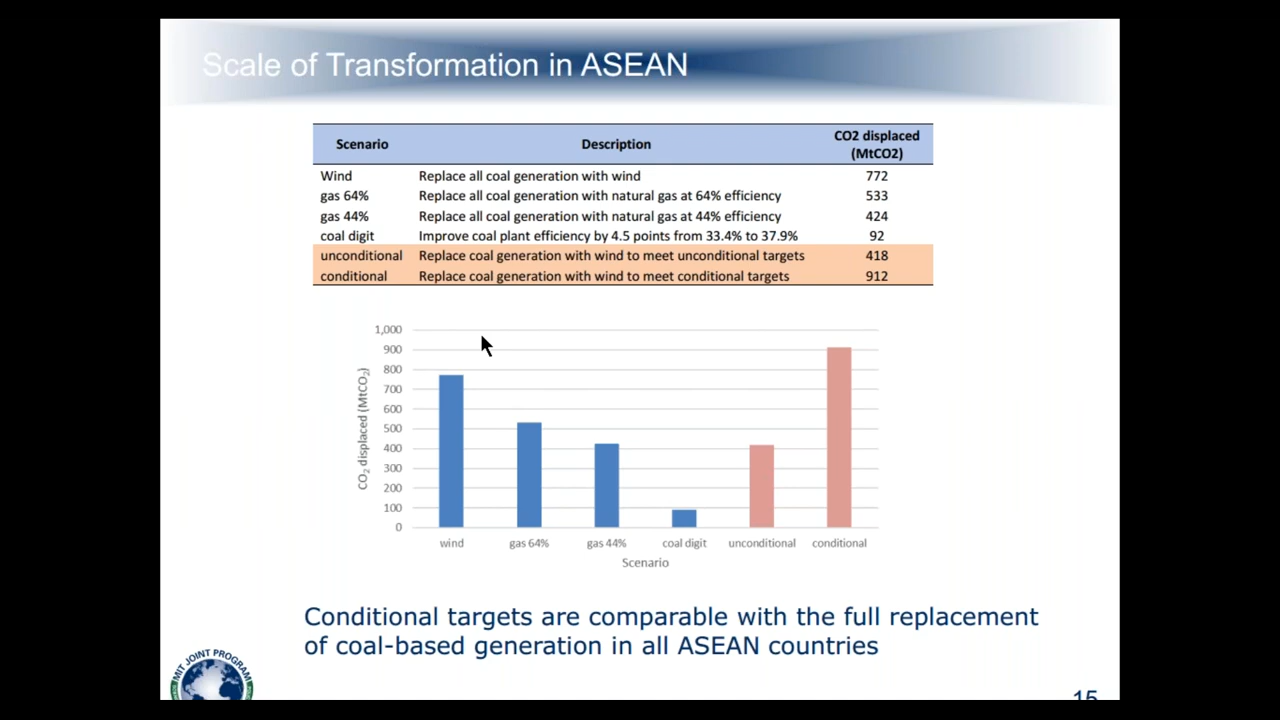 Scale of Transformation in ASEAN
Scenario Description CO2 displaced (MtCO2)
Wind Replace all coal generation with wind 772
gas 64% Replace all coal generation with natural gas at 64% efficiency 533
gas 44% Replace all coal generation with natural gas at 44% efficiency 424
coal digit Improve coal plant efficiency by 4.5 points from 33.4% to 37.9% 92
unconditional Replace coal generation with wind to meet unconditional targets 418
conditional Replace coal generation with wind to meet conditional targets 912
CO₂ displaced (MtCO₂)
1,000
900
800
700
600
500
400
300
200
100
0
wind gas 64% gas 44% coal digit unconditional conditional
Scenario
Conditional targets are comparable with the full replacement
of coal-based generation in all ASEAN countries
MIT JOINT PROGRAM
15